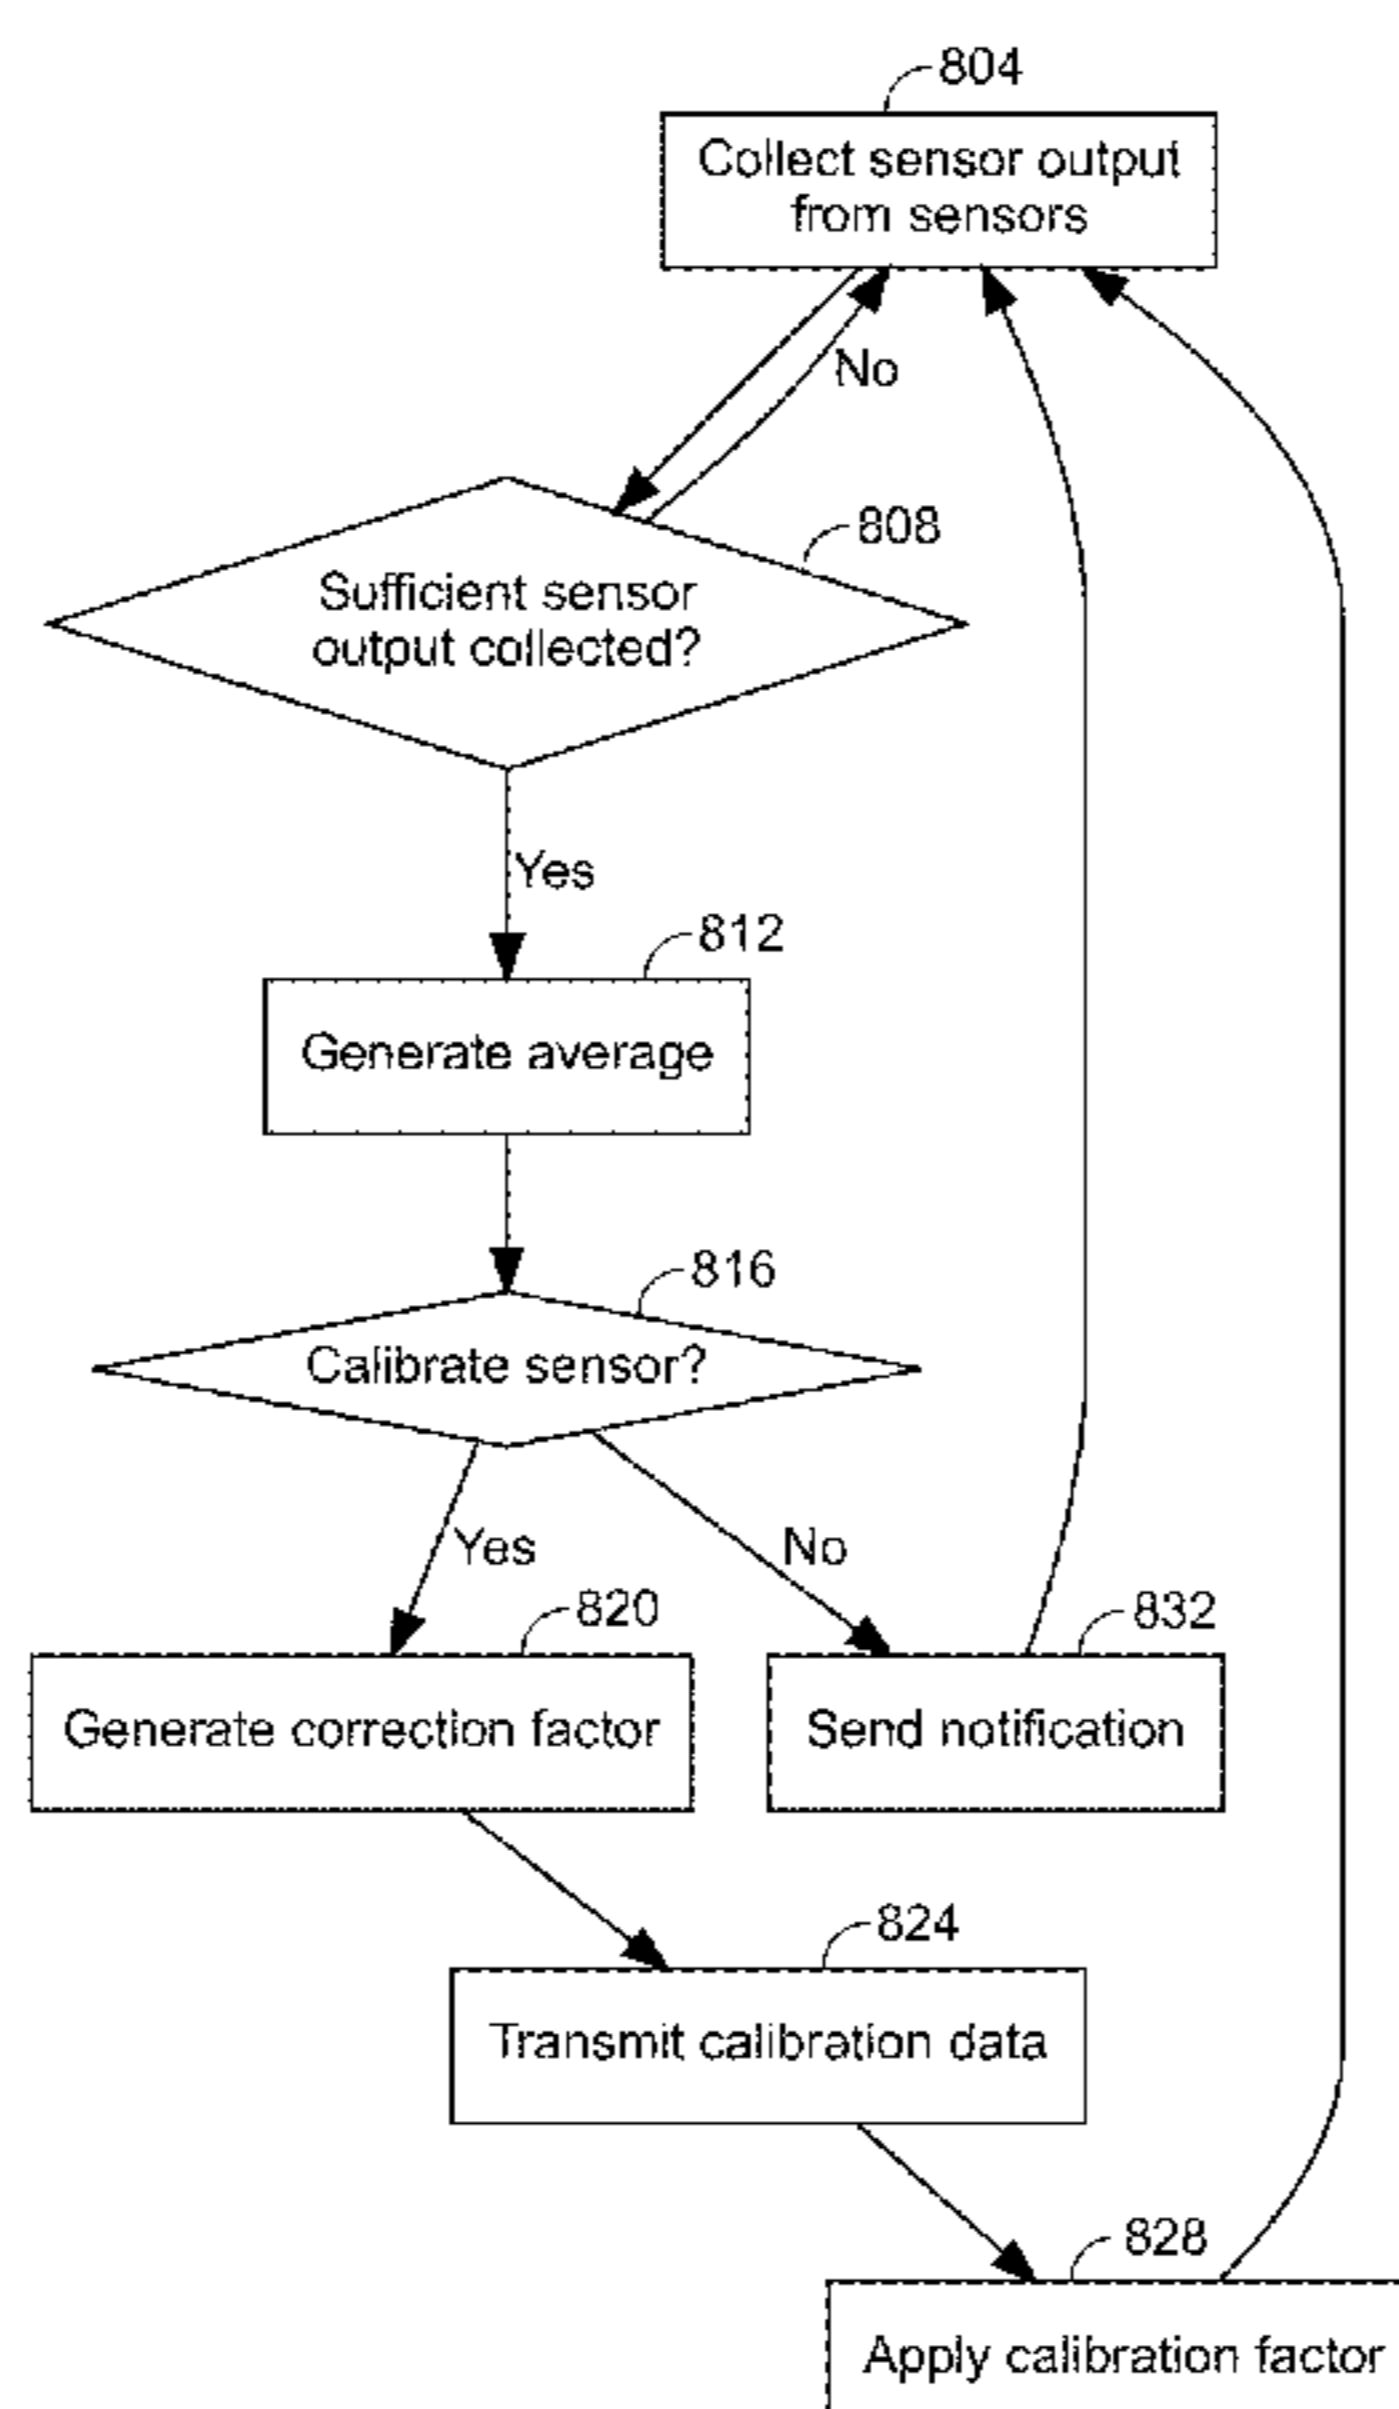 804
Collect sensor output
from sensors
No
808
Sufficient sensor
output collected?
Yes
812
Generate average
816
Calibrate sensor?
Yes
No
820
832
Generate correction factor
Send notification
824
Transmit calibration data
828
Apply calibration factor